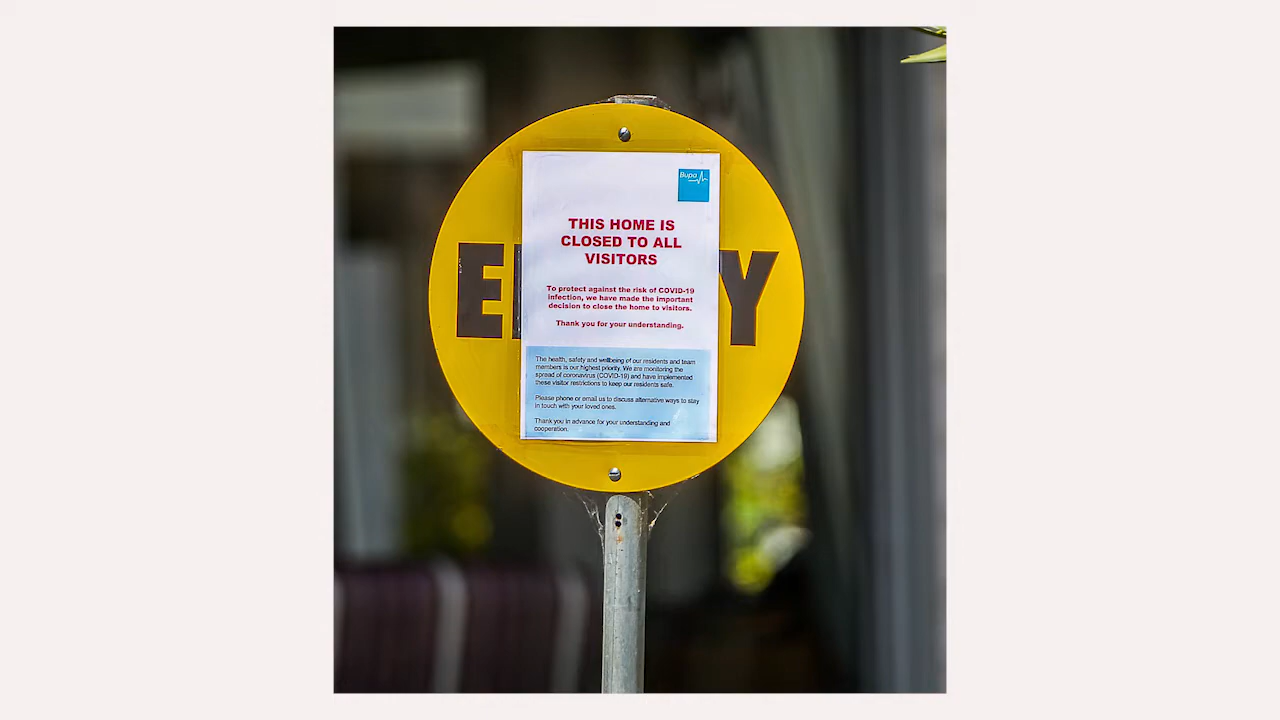 Bupa
THIS HOME IS
CLOSED TO ALL
VISITORS
To protect against the risk of COVID-19
infection, we have made the important
decision to close the home to visitors.
Thank you for your understanding.
E Y
The health, safety and wellbeing of our residents and team
members is our highest priority. We are monitoring the
spread of coronavirus (COVID-19) and have implemented
these visitor restrictions to keep our residents safe.
Please phone or email us to discuss alternative ways to stay
in touch with your loved ones.
Thank you in advance for your understanding and
cooperation.